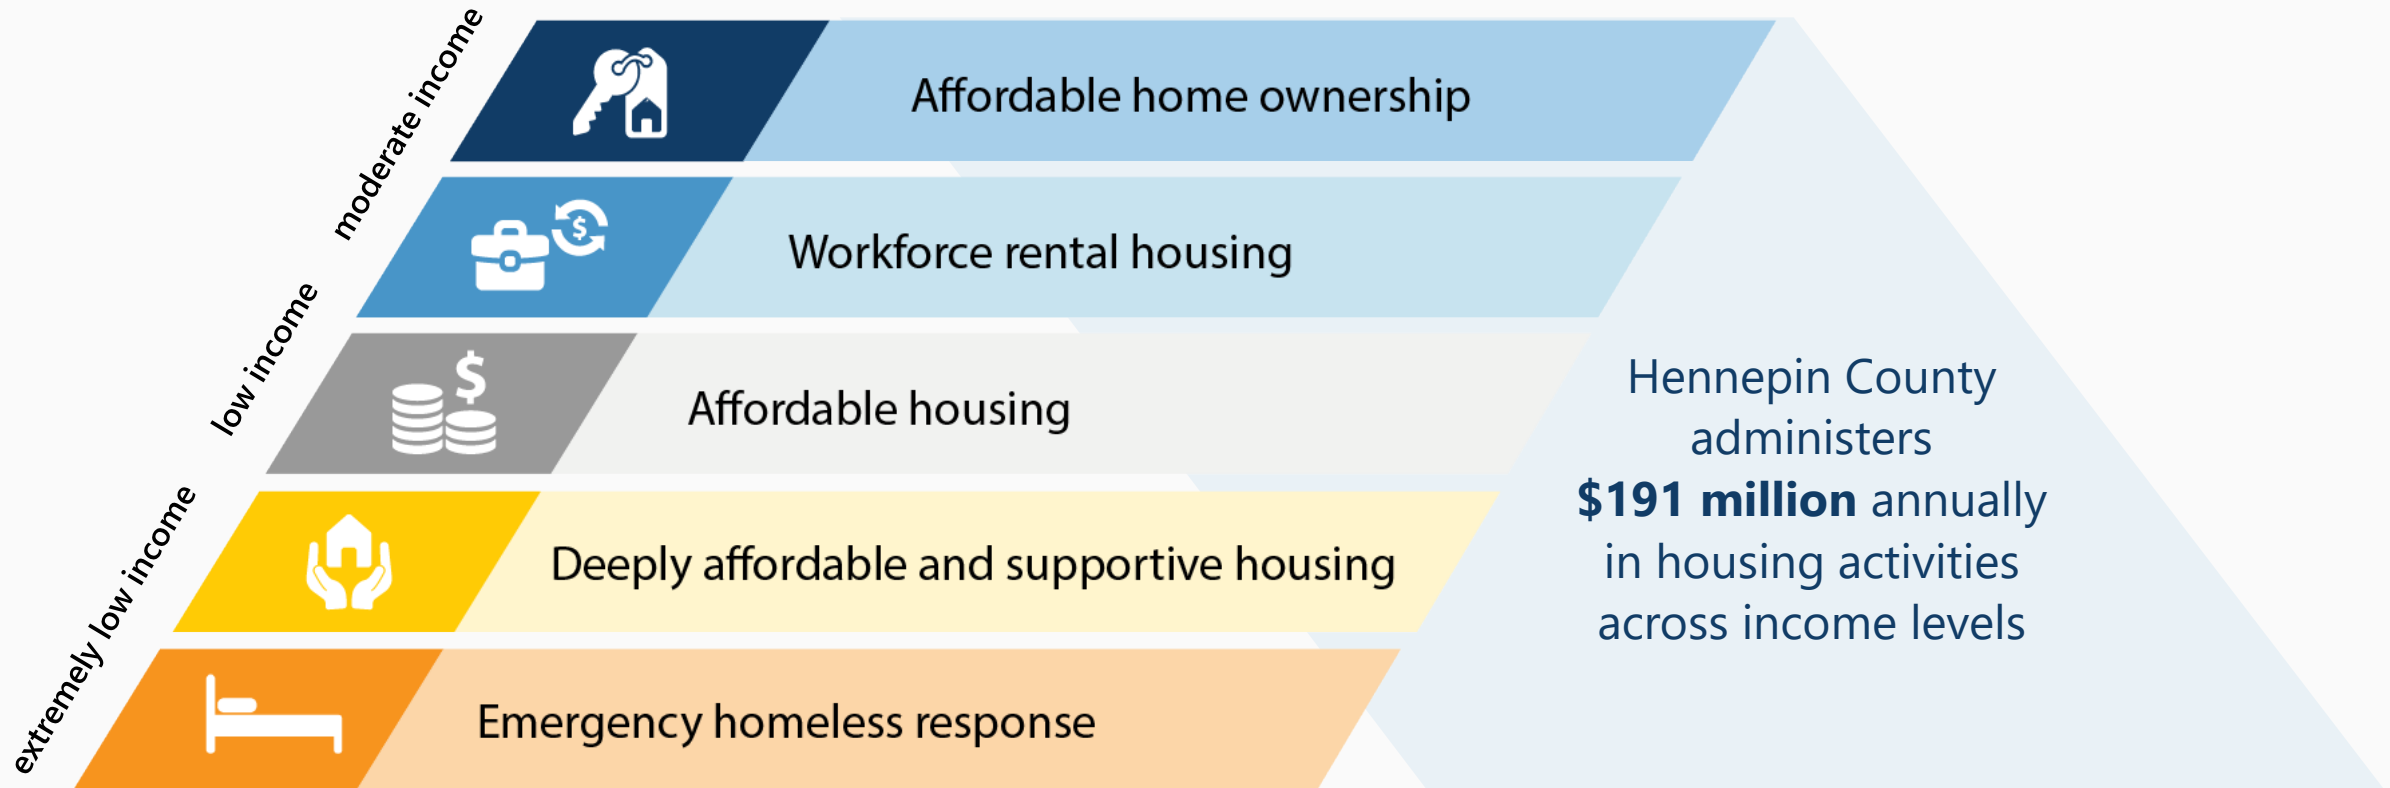 moderate income
Affordable home ownership
Workforce rental housing
low income
$
Affordable housing
$
extremely low income
Deeply affordable and supportive housing
Emergency homeless response
Hennepin County
administers
$191 million annually
in housing activities
across income levels